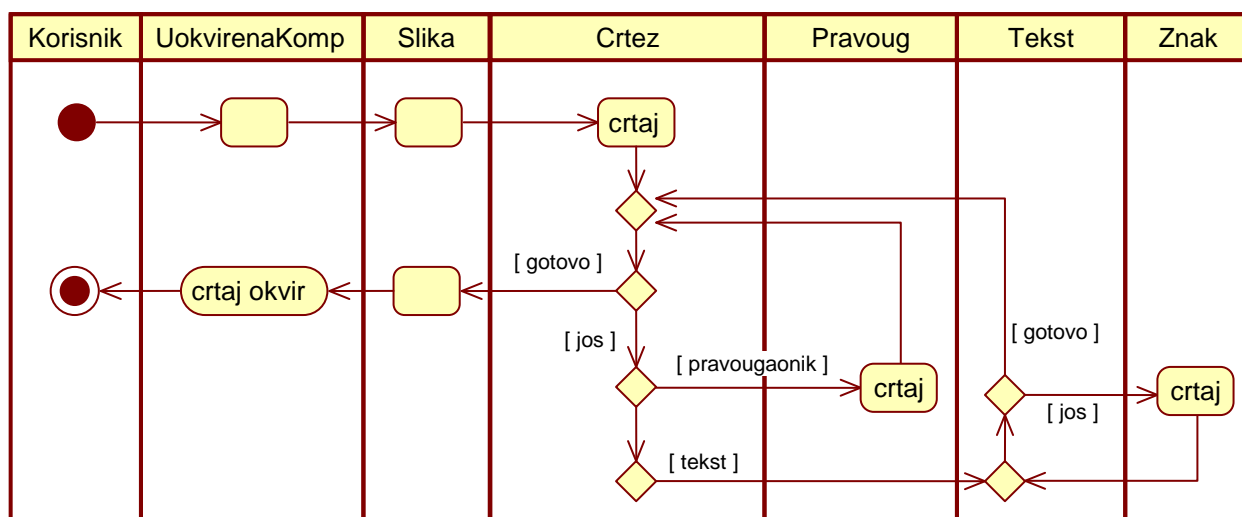 Korisnik UokvirenaKomp Slika Crtez Pravoug Tekst Znak
crtaj
[ gotovo ]
crtaj okvir
[ jos ]
[ gotovo ]
[ pravougaonik ]
crtaj
crtaj
[ jos ]
[ tekst ]